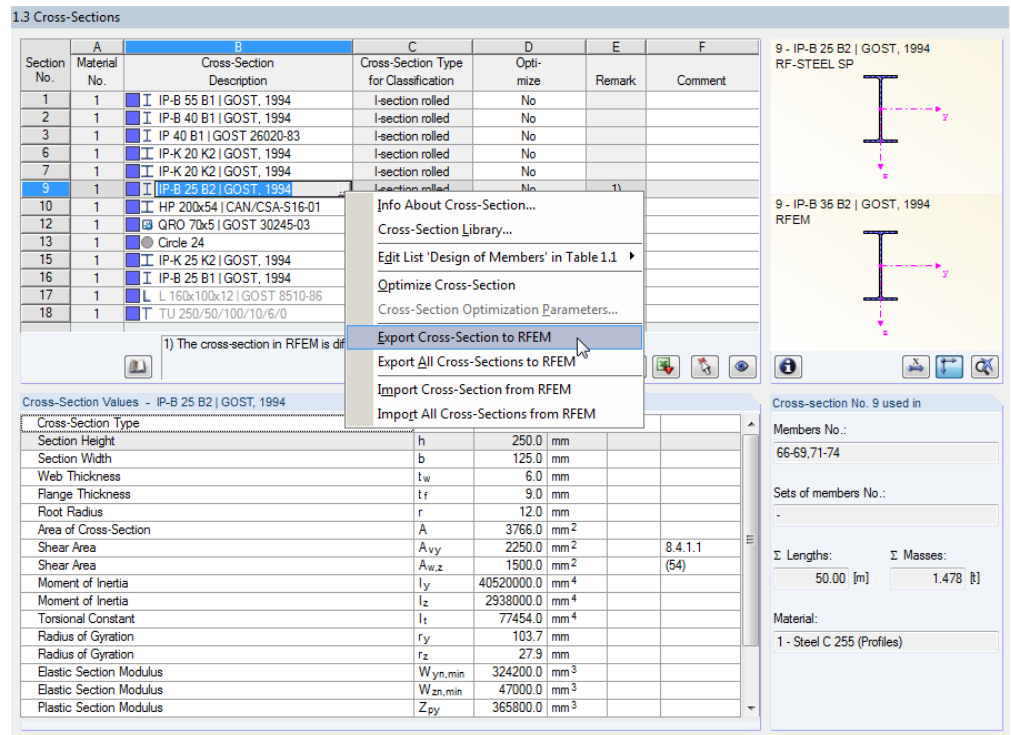 1.3 Cross-Sections
A B C D E F
Section Material Cross-Section Cross-Section Type Opti-
No. No. Description for Classification mize Remark Comment
1 1 IP-B 55 B1 | GOST, 1994 I-section rolled No
2 1 IP-B 40 B1 | GOST, 1994 I-section rolled No
3 1 IP 40 B1 | GOST 26020-83 I-section rolled No
6 1 IP-K 20 K2 | GOST, 1994 I-section rolled No
7 1 IP-K 20 K2 | GOST, 1994 I-section rolled No
9 1 IP-B 25 B2 | GOST, 1994 ... I-section rolled No 1)
10 1 HP 200x54 | CAN/CSA-S16-01
12 1 QRO 70x5 | GOST 30245-03
13 1 Circle 24
15 1 IP-K 25 K2 | GOST, 1994
16 1 IP-B 25 B1 | GOST, 1994
17 1 L 160x100x12 | GOST 8510-86
18 1 TU 250/50/100/10/6/0
1) The cross-section in RFEM is dif
Info About Cross-Section...
Cross-Section Library...
Edit List 'Design of Members' in Table 1.1
Optimize Cross-Section
Cross-Section Optimization Parameters...
Export Cross-Section to RFEM
Export All Cross-Sections to RFEM
Import Cross-Section from RFEM
Import All Cross-Sections from RFEM
9 - IP-B 25 B2 | GOST, 1994
RF-STEEL SP
y
z
9 - IP-B 35 B2 | GOST, 1994
RFEM
y
z
Cross-Section Values - IP-B 25 B2 | GOST, 1994
Cross-Section Type
Section Height h 250.0 mm
Section Width b 125.0 mm
Web Thickness tw 6.0 mm
Flange Thickness tf 9.0 mm
Root Radius r 12.0 mm
Area of Cross-Section A 3766.0 mm2
Shear Area Avy 2250.0 mm2 8.4.1.1
Shear Area Aw,z 1500.0 mm2 (54)
Moment of Inertia Iy 40520000.0 mm4
Moment of Inertia Iz 2938000.0 mm4
Torsional Constant It 77454.0 mm4
Radius of Gyration ry 103.7 mm
Radius of Gyration rz 27.9 mm
Elastic Section Modulus Wyn,min 324200.0 mm3
Elastic Section Modulus Wzn,min 47000.0 mm3
Plastic Section Modulus Zpy 365800.0 mm3
Cross-section No. 9 used in
Members No.:
66-69,71-74
Sets of members No.:
-
Σ Lengths: Σ Masses:
50.00 [m] 1.478 [t]
Material:
1 - Steel C 255 (Profiles)